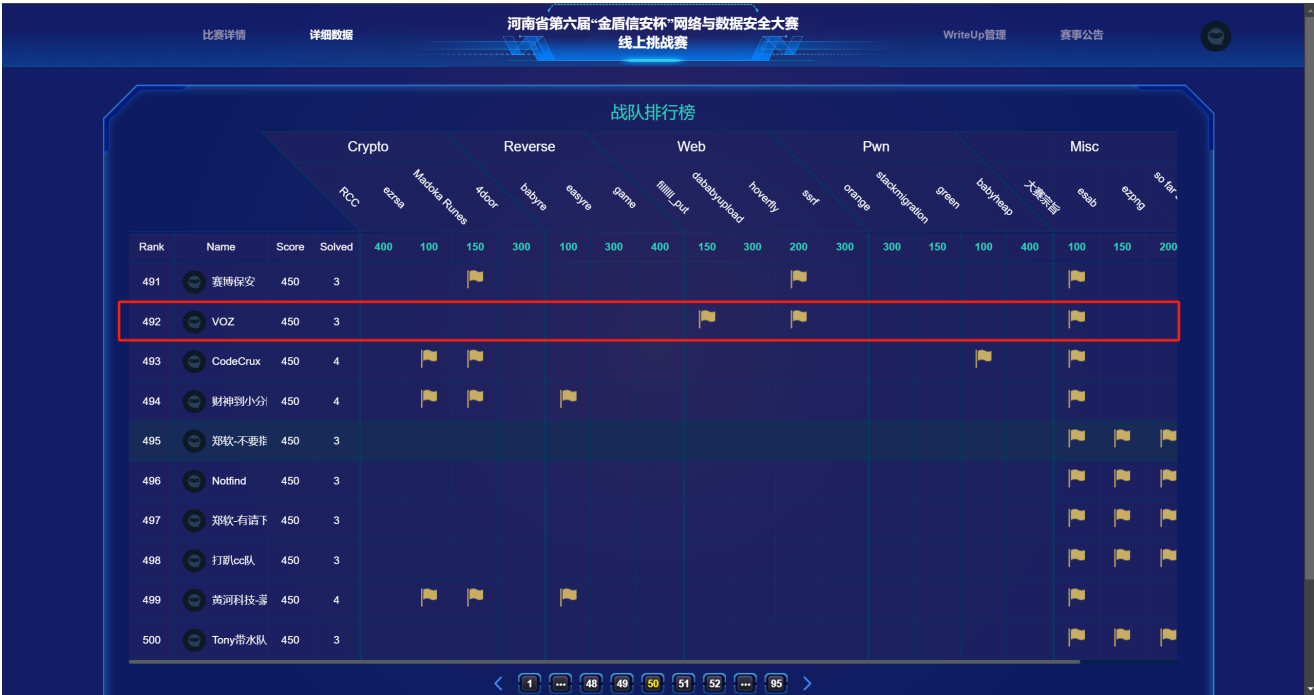 比赛详情 详细数据 河南省第六届“金盾信安杯”网络与数据安全大赛 WriteUp管理 赛事公告
线上挑战赛
战队排行榜
Crypto Reverse Web Pwn Misc
RCC ezrsa Madoka Runes 4door babyre easyre game fillllll_put dababyupload hoverfly ssrf orange stackmigration green babyheap 大赛宗旨 esab ezpng so far
Rank Name Score Solved 400 100 150 300 100 300 400 150 300 200 300 300 150 100 400 100 150 200
491 赛博保安 450 3
492 VOZ 450 3
493 CodeCrux 450 4
494 财神到小分 450 4
495 郑软-不要指 450 3
496 Notfind 450 3
497 郑软-有请下 450 3
498 打趴cc队 450 3
499 黄河科技-蒙 450 4
500 Tony带水队 450 3
1 ... 48 49 50 51 52 ... 95